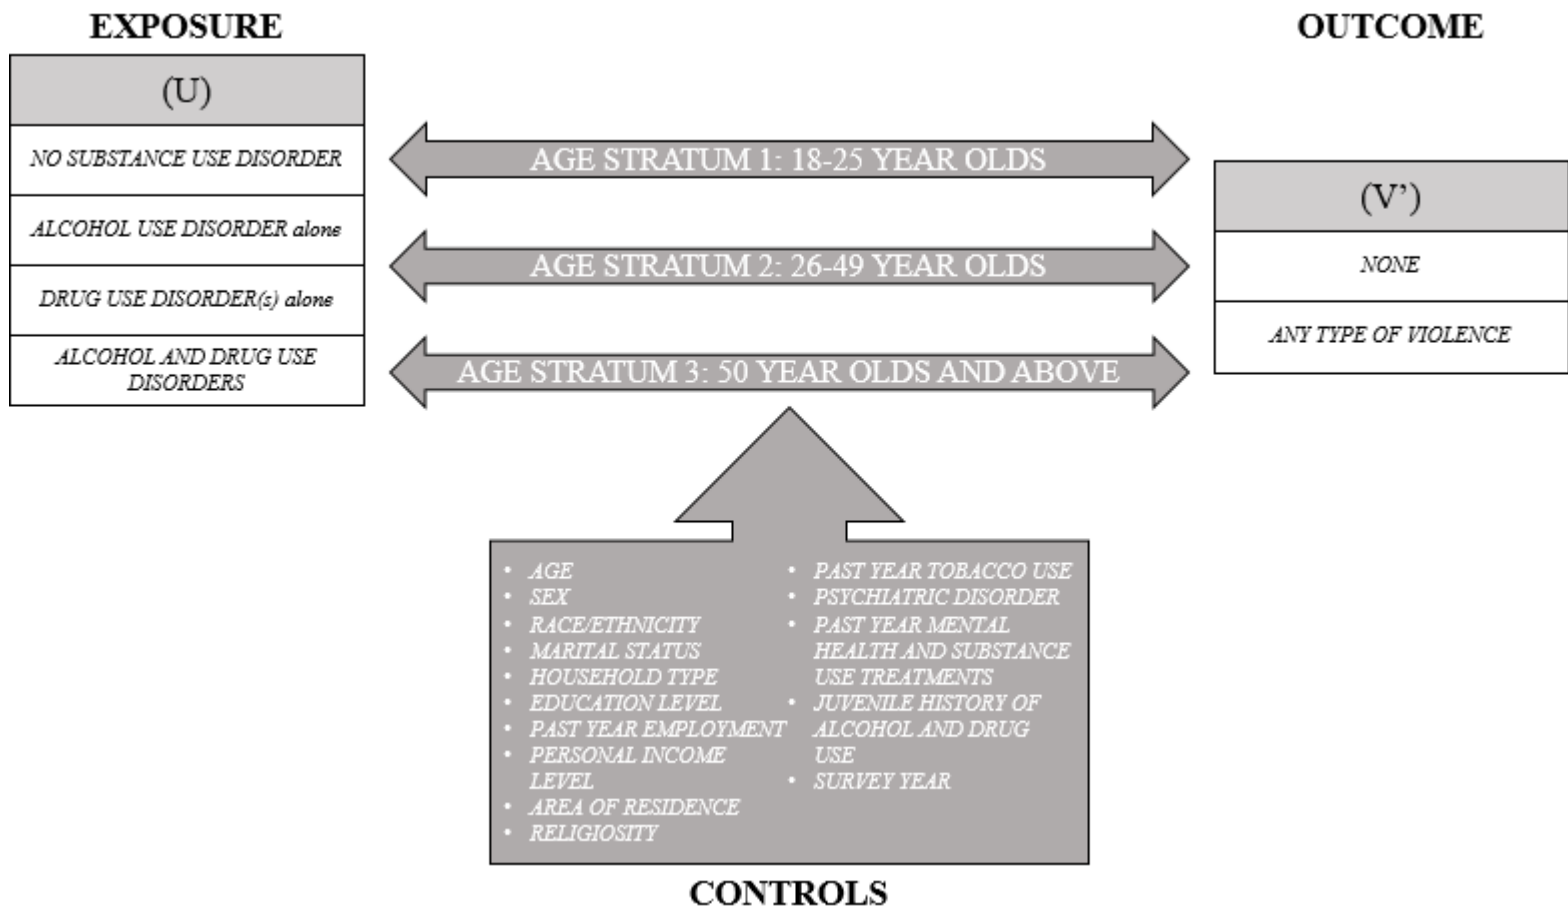 EXPOSURE
OUTCOME
(U)
NO SUBSTANCE USE DISORDER
ALCOHOL USE DISORDER alone
DRUG USE DISORDER(s) alone
ALCOHOL AND DRUG USE
DISORDERS
AGE STRATUM 1: 18-25 YEAR OLDS
AGE STRATUM 2: 26-49 YEAR OLDS
AGE STRATUM 3: 50 YEAR OLDS AND ABOVE
(V’)
NONE
ANY TYPE OF VIOLENCE
• AGE
• SEX
• RACE/ETHNICITY
• MARITAL STATUS
• HOUSEHOLD TYPE
• EDUCATION LEVEL
• PAST YEAR EMPLOYMENT
• PERSONAL INCOME
LEVEL
• AREA OF RESIDENCE
• RELIGIOSITY
• PAST YEAR TOBACCO USE
• PSYCHIATRIC DISORDER
• PAST YEAR MENTAL
HEALTH AND SUBSTANCE
USE TREATMENTS
• JUVENILE HISTORY OF
ALCOHOL AND DRUG
USE
• SURVEY YEAR
CONTROLS